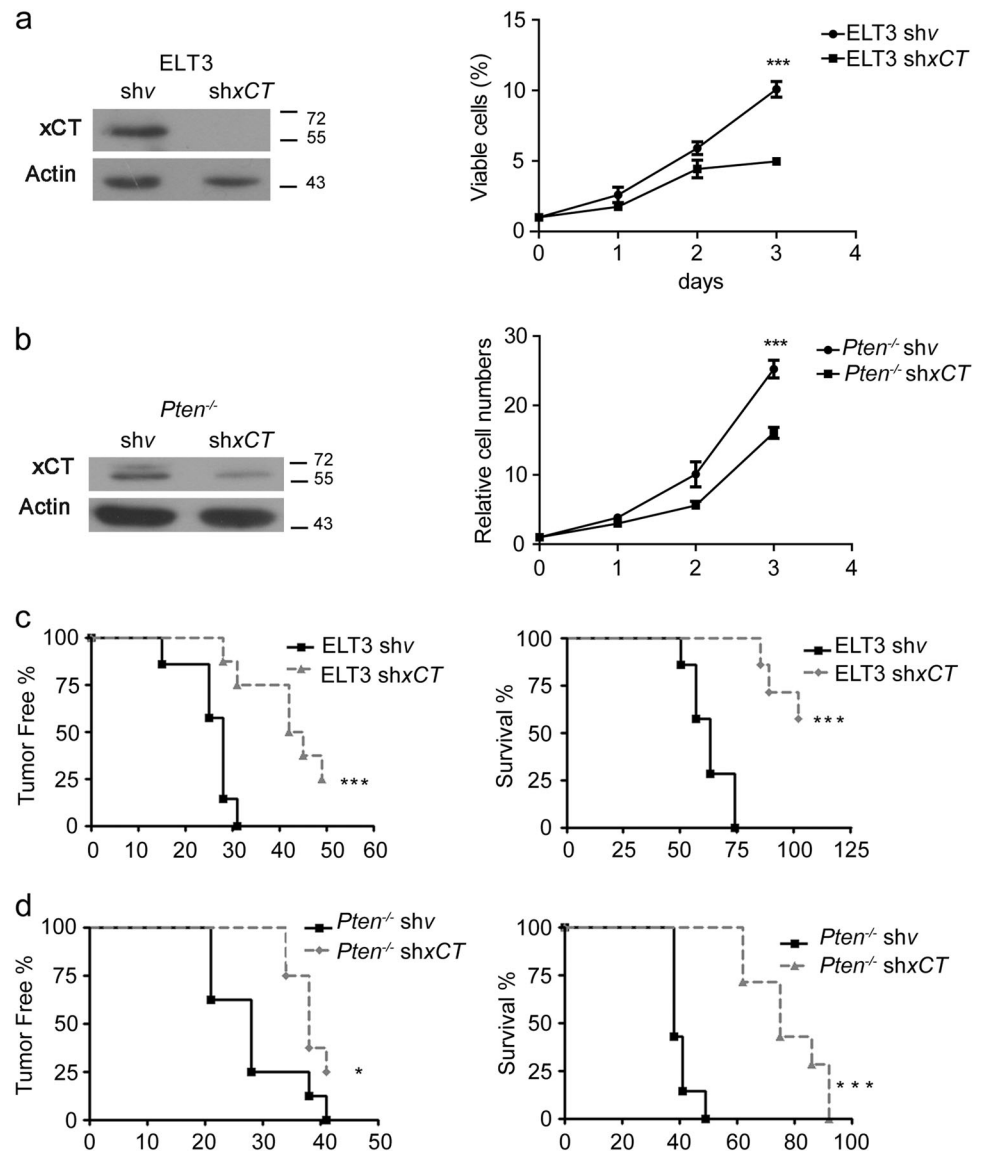 a
ELT3
shv shxCT
xCT
72
55
Actin
43
Viable cells (%)
15
10
5
0
0 1 2 3 4
days
***
ELT3 shv
ELT3 shxCT
b
Pten-/-
shv shxCT
xCT
72
55
Actin
43
Relative cell numbers
30
20
10
0
0 1 2 3 4
***
Pten-/- shv
Pten-/- shxCT
c
Tumor Free %
100
75
50
25
0
0 10 20 30 40 50 60
ELT3 shv
ELT3 shxCT
***
Survival %
100
75
50
25
0
0 25 50 75 100 125
ELT3 shv
ELT3 shxCT
***
d
Tumor Free %
100
75
50
25
0
0 10 20 30 40 50
Pten-/- shv
Pten-/- shxCT
*
Survival %
100
75
50
25
0
0 20 40 60 80 100
Pten-/- shv
Pten-/- shxCT
***